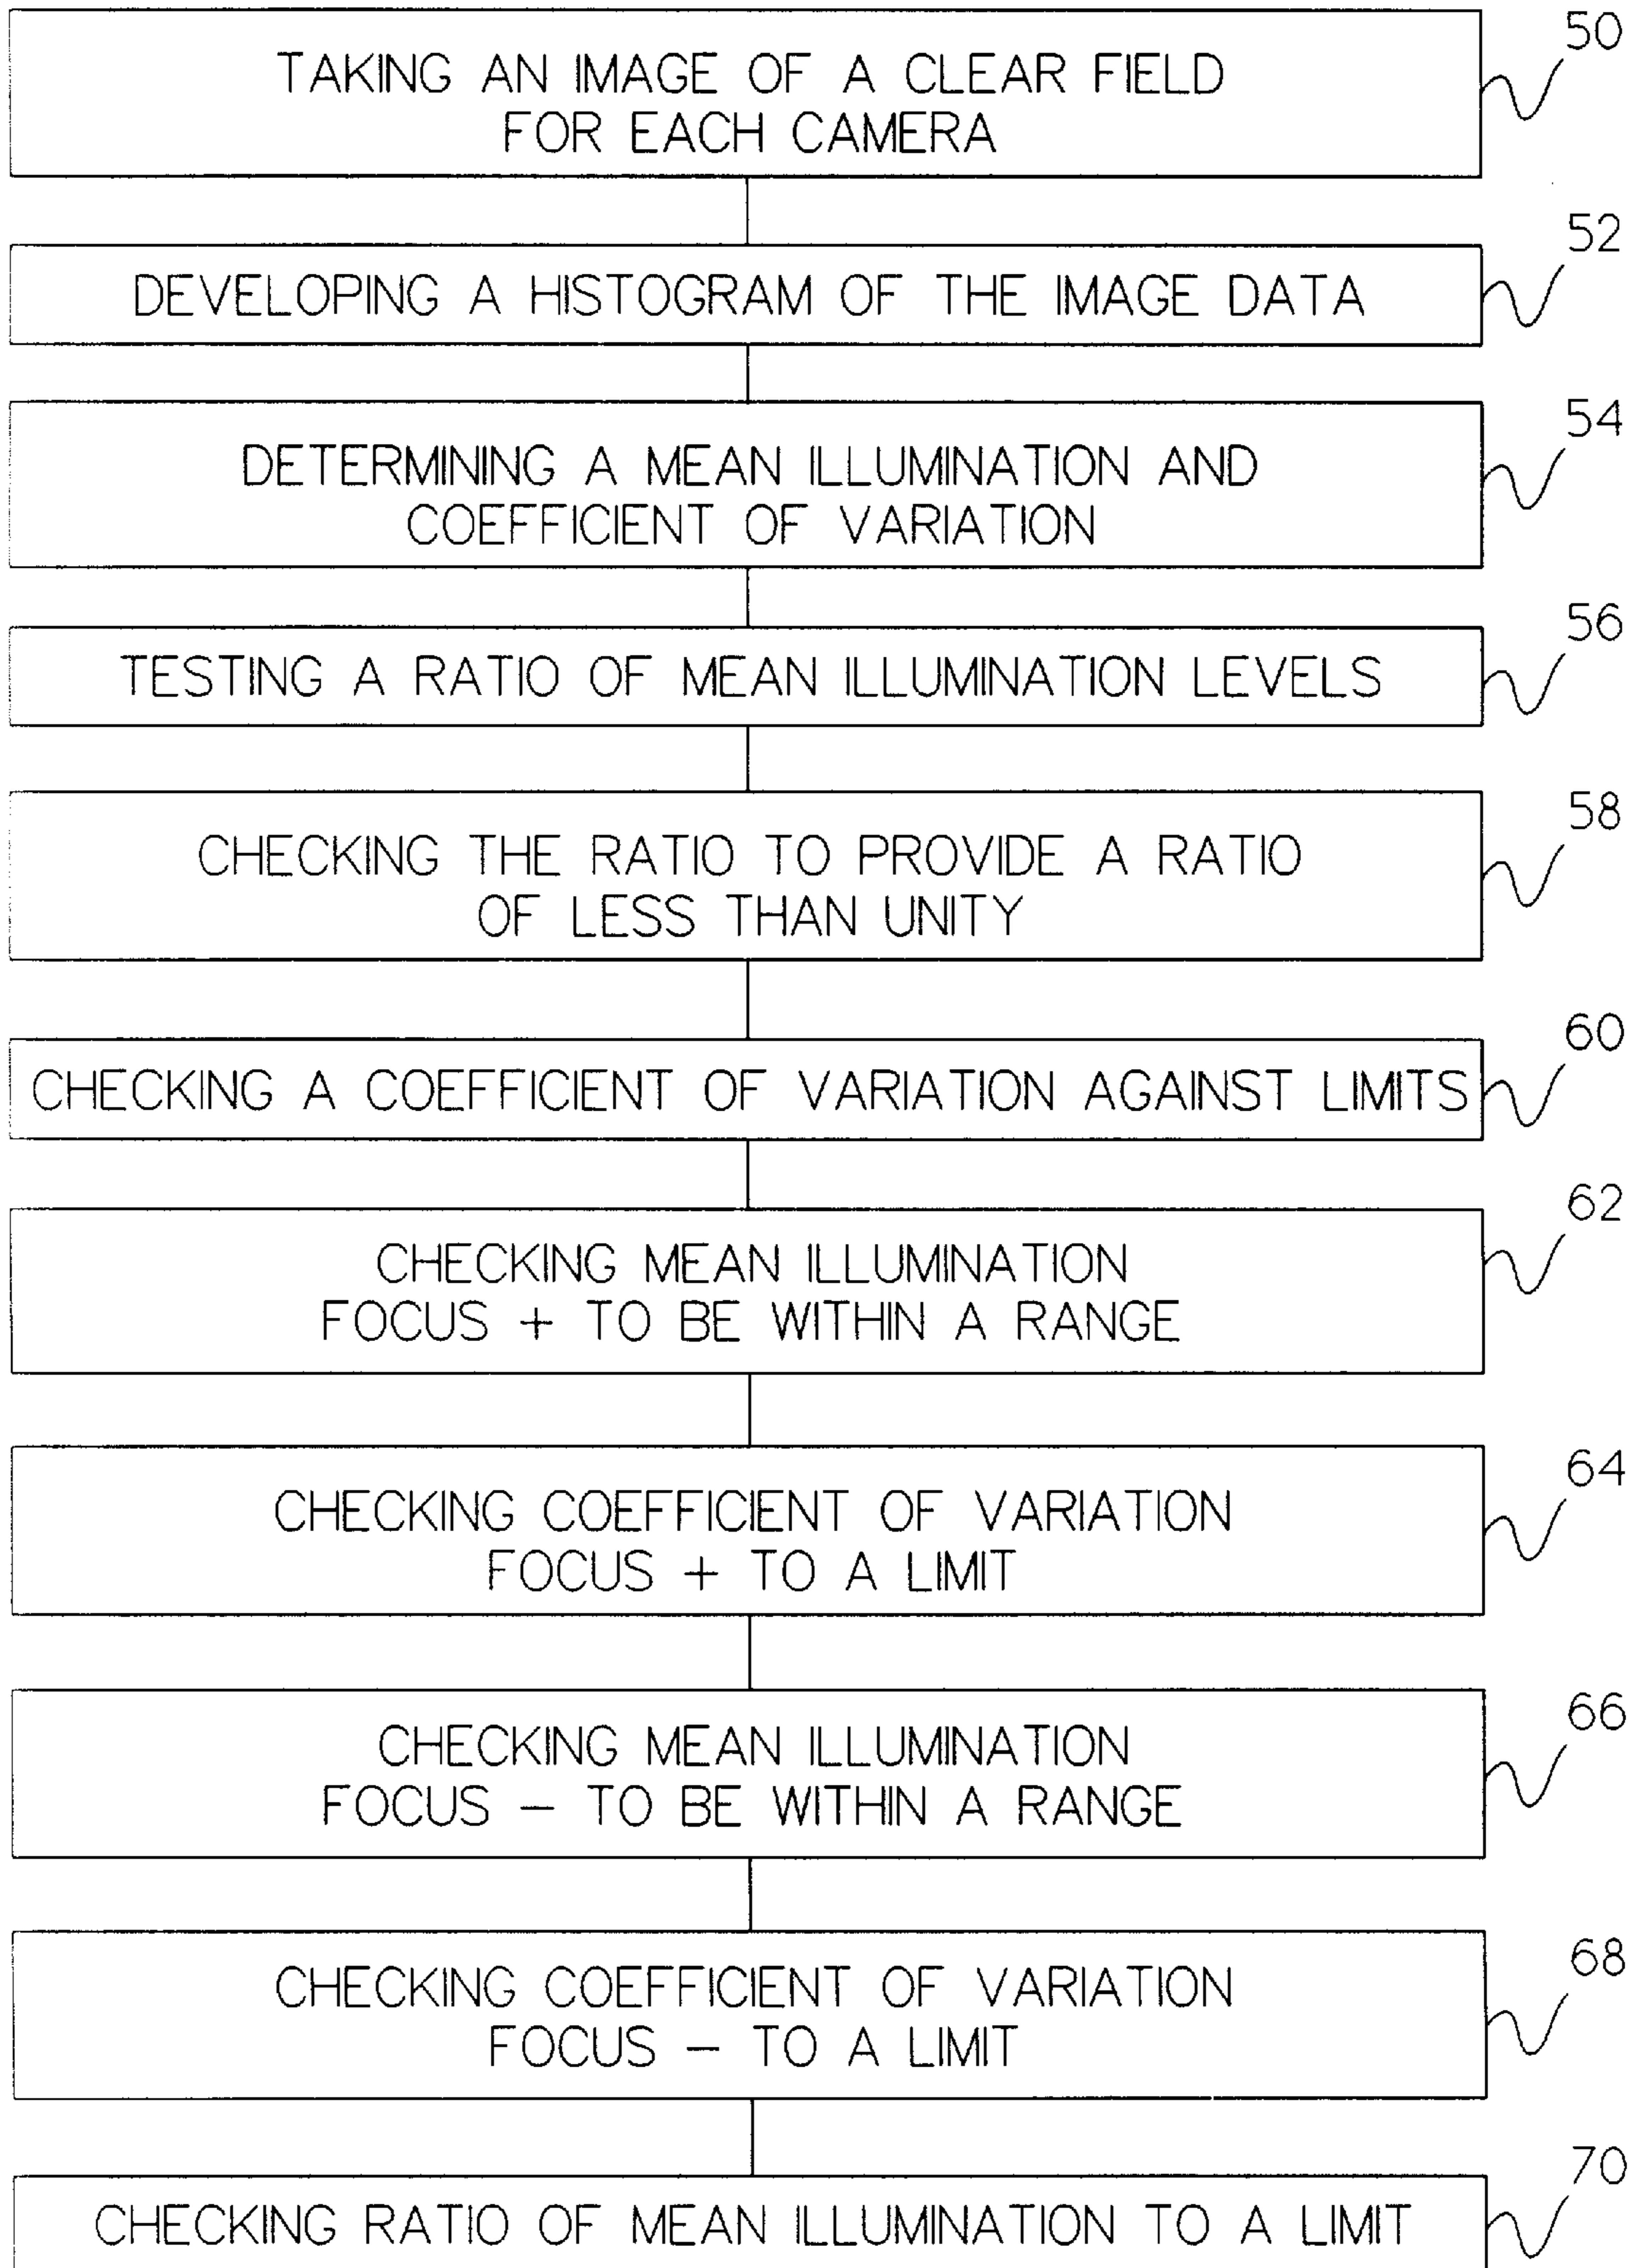 50
TAKING AN IMAGE OF A CLEAR FIELD
FOR EACH CAMERA
52
DEVELOPING A HISTOGRAM OF THE IMAGE DATA
54
DETERMINING A MEAN ILLUMINATION AND
COEFFICIENT OF VARIATION
56
TESTING A RATIO OF MEAN ILLUMINATION LEVELS
58
CHECKING THE RATIO TO PROVIDE A RATIO
OF LESS THAN UNITY
60
CHECKING A COEFFICIENT OF VARIATION AGAINST LIMITS
62
CHECKING MEAN ILLUMINATION
FOCUS + TO BE WITHIN A RANGE
64
CHECKING COEFFICIENT OF VARIATION
FOCUS + TO A LIMIT
66
CHECKING MEAN ILLUMINATION
FOCUS − TO BE WITHIN A RANGE
68
CHECKING COEFFICIENT OF VARIATION
FOCUS − TO A LIMIT
70
CHECKING RATIO OF MEAN ILLUMINATION TO A LIMIT